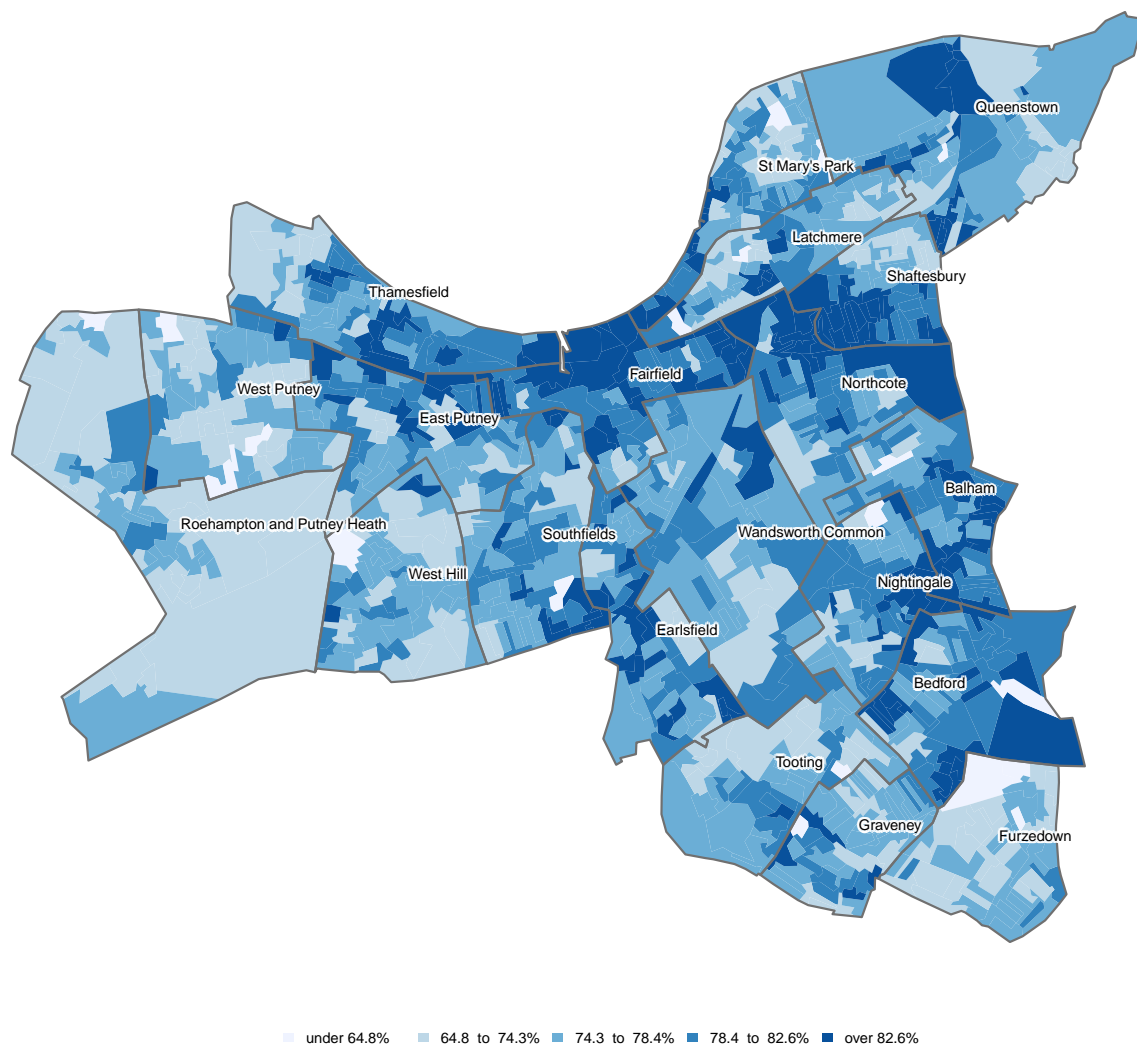 Queenstown
St Mary's Park
Latchmere
Shaftesbury
Thamesfield
Fairfield
Northcote
West Putney
East Putney
Balham
Roehampton and Putney Heath
Southfields
Wandsworth Common
West Hill
Nightingale
Earlsfield
Bedford
Tooting
Graveney
Furzedown
under 64.8% 64.8 to 74.3% 74.3 to 78.4% 78.4 to 82.6% over 82.6%